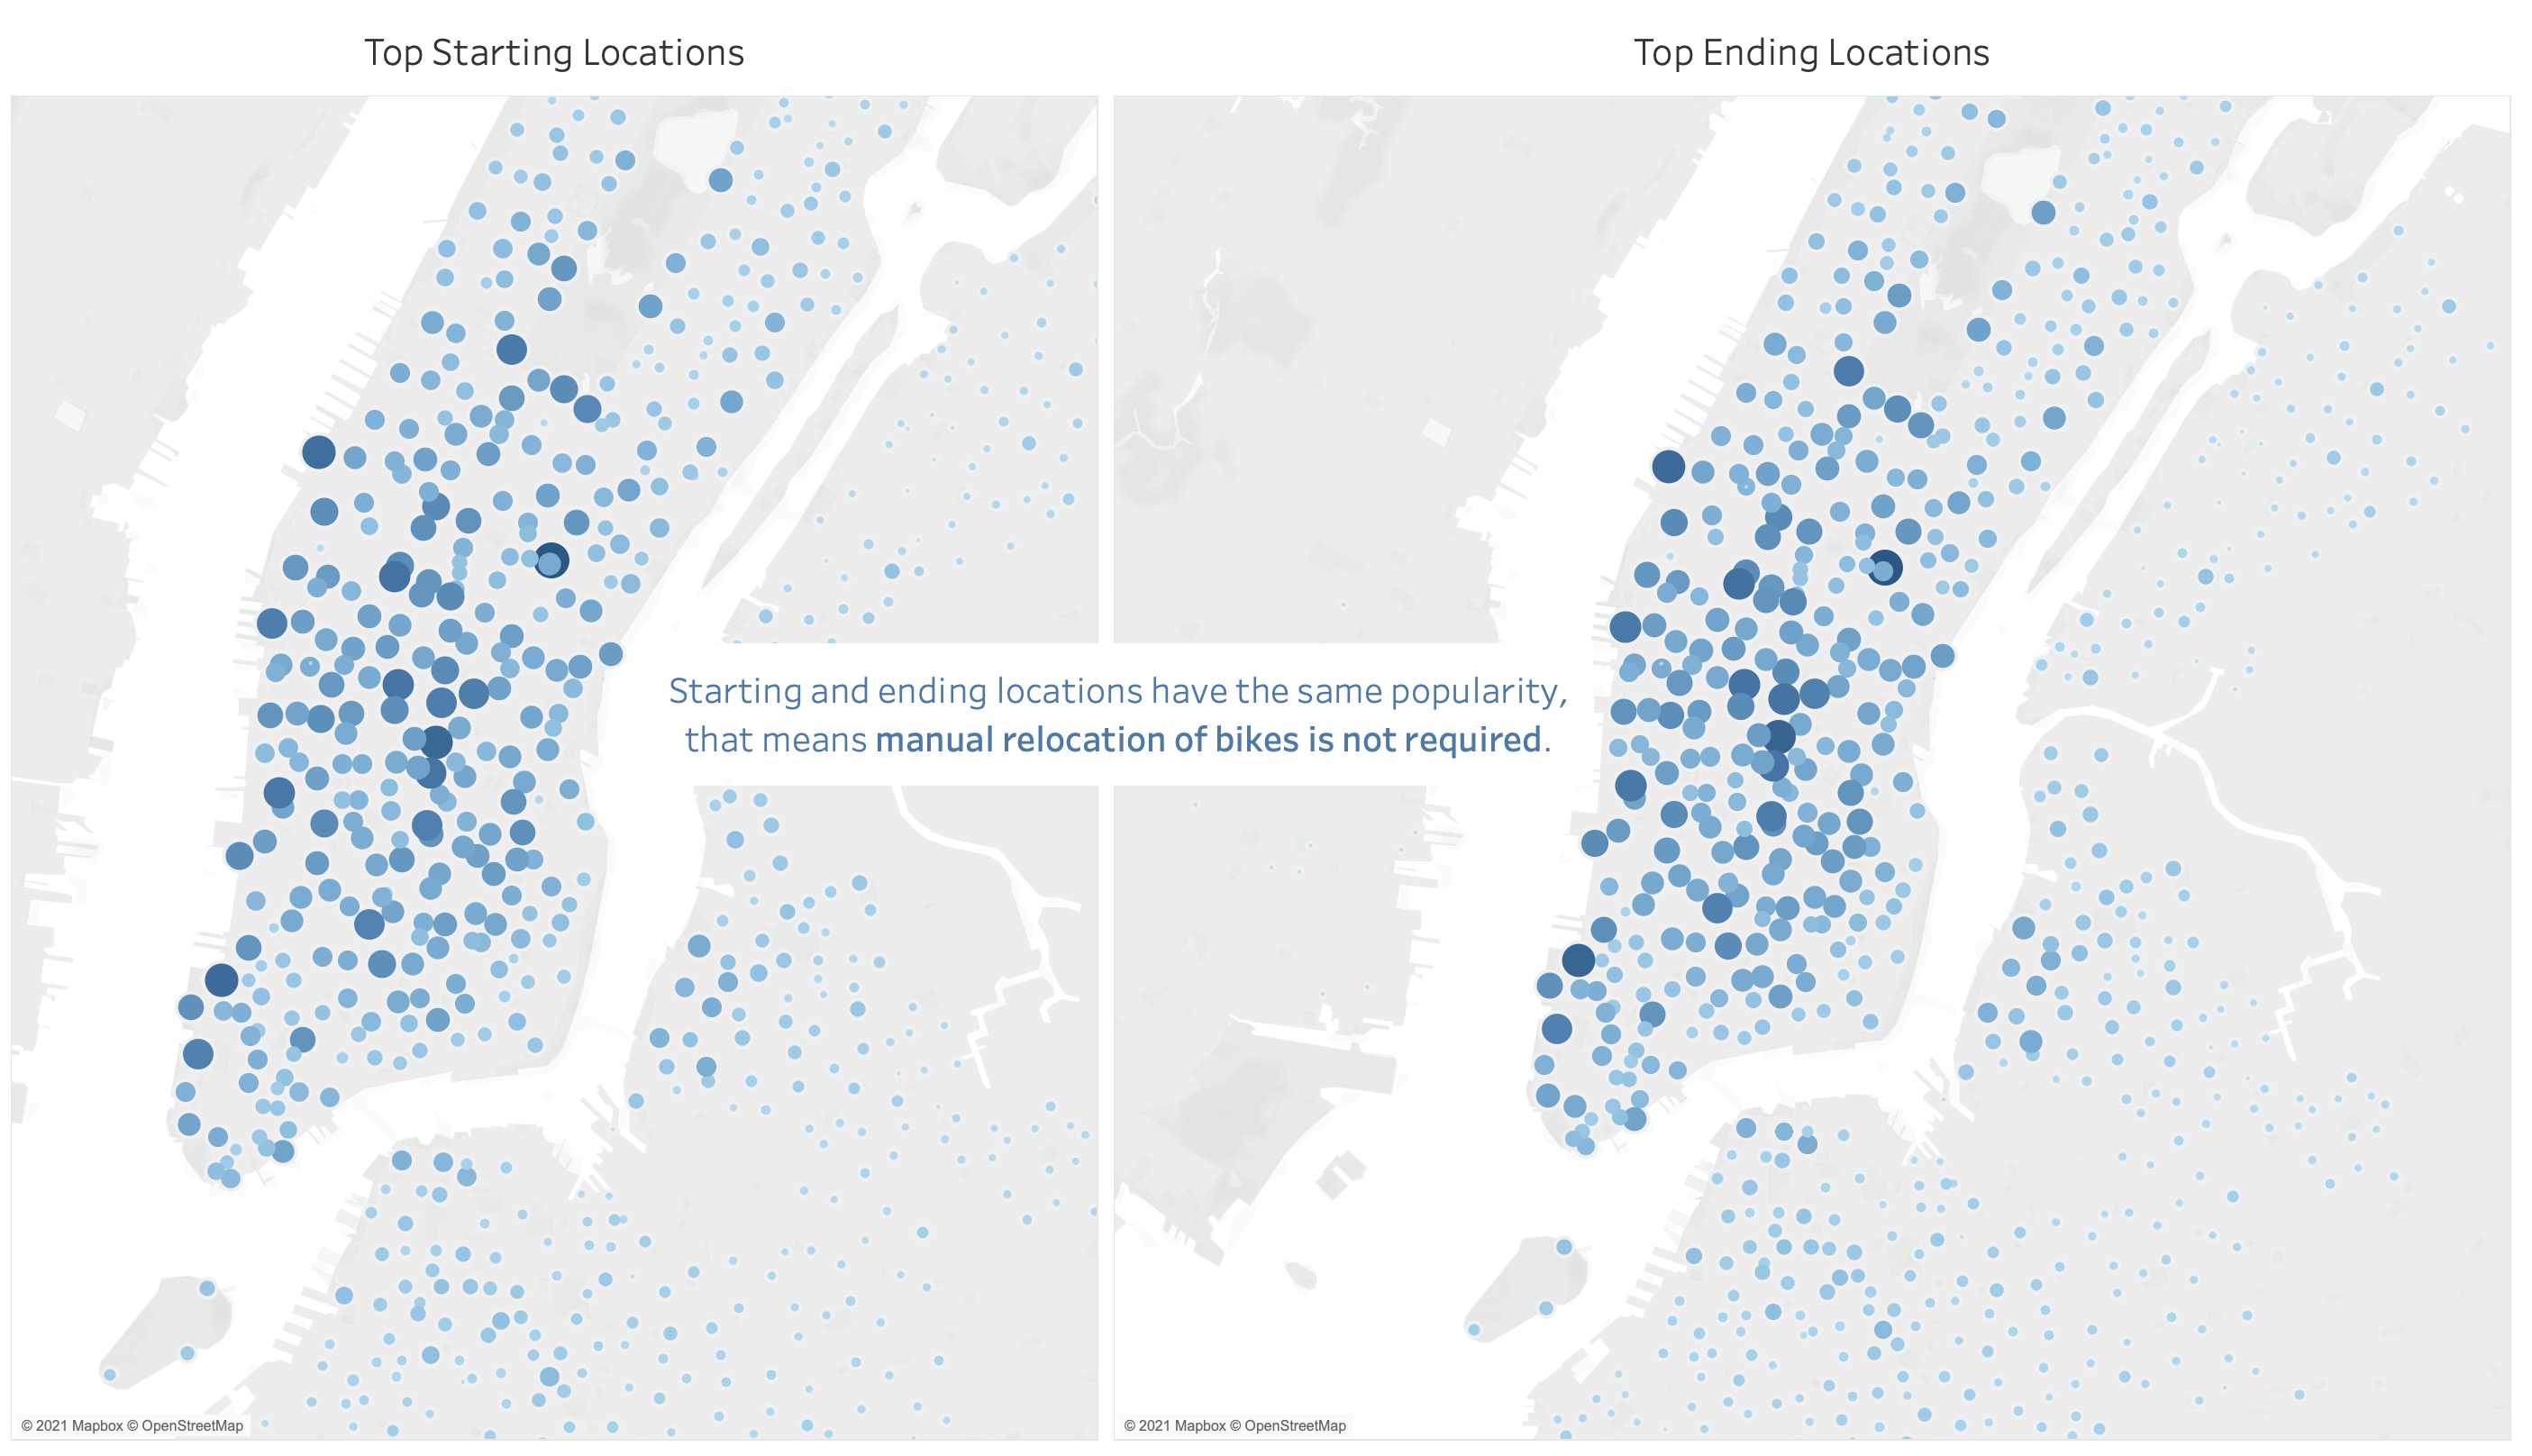 Top Starting Locations
Top Ending Locations
Starting and ending locations have the same popularity,
that means manual relocation of bikes is not required.
© 2021 Mapbox © OpenStreetMap
© 2021 Mapbox © OpenStreetMap